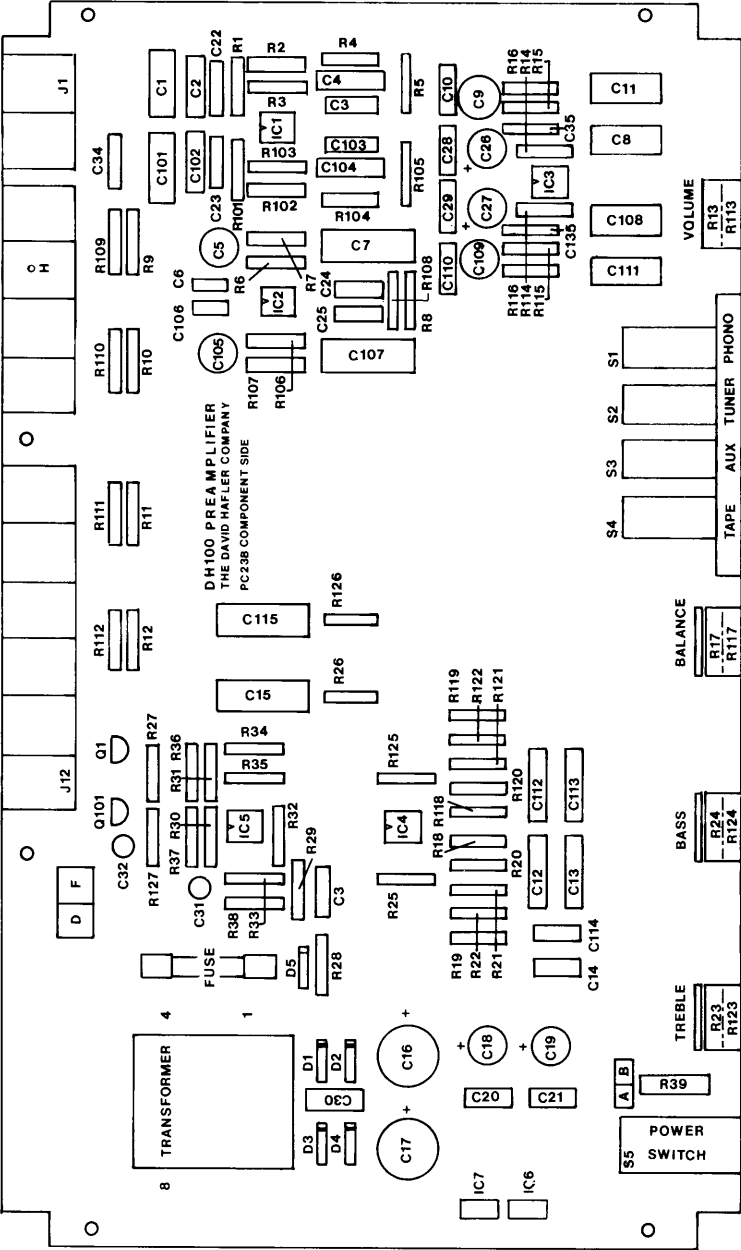 J1
C1
C2
C22
R1
R2
R3
R4
C4
C3
R5
C10
C9
R16
R14
R15
C11
IC1
C34
C101
C102
C23
R101
R103
R102
C103
C104
R104
R105
C28
C26
+
C35
C8
IC3
C29
C27
+
C135
C108
VOLUME
R13
R113
H
R109
R9
C5
C6
R6
R7
C7
C24
C25
R108
R8
C110
C109
R116
R114
R115
C111
C106
IC2
C105
C107
R110
R10
R107
R106
S1
PHONO
S2
TUNER
S3
AUX
S4
TAPE
DH100 PREAMPLIFIER
THE DAVID HAFLER COMPANY
PC23B COMPONENT SIDE
R111
R11
R112
R12
C115
R126
C15
R26
BALANCE
R17
R117
J12
Q1
R27
R36
R31
R34
R35
R125
R119
R122
R121
R120
R118
C112
C113
Q101
C32
R127
R30
R37
C31
IC5
R32
R29
IC4
R18
R20
BASS
R24
R124
D
F
R38
R33
C3
R25
R19
R22
R21
C12
C13
C114
C14
FUSE
D5
R28
TREBLE
R23
R123
4
1
TRANSFORMER
8
D1
D2
C30
D3
D4
+
C16
+
C17
+
C18
+
C19
C20
C21
A
B
R39
POWER
SWITCH
S5
IC7
IC6